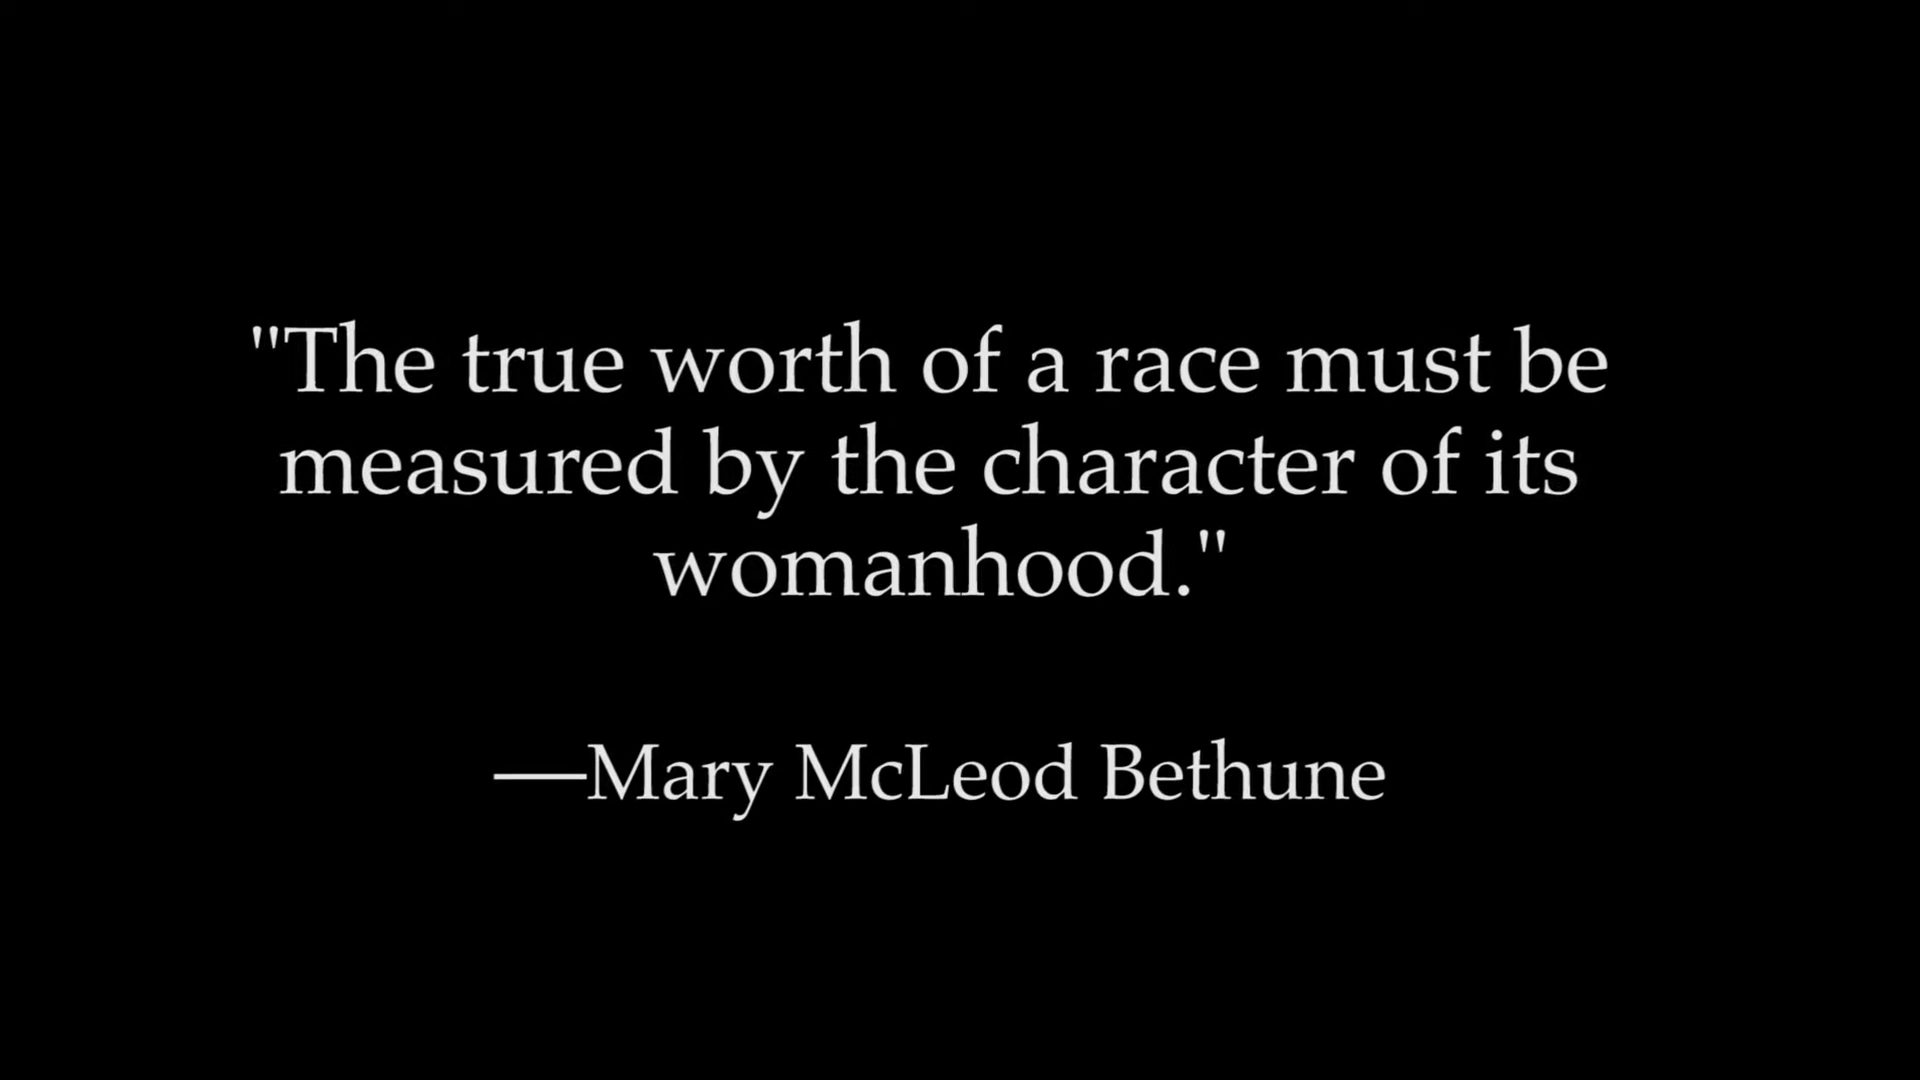 "The true worth of a race must be
measured by the character of its
womanhood."
—Mary McLeod Bethune